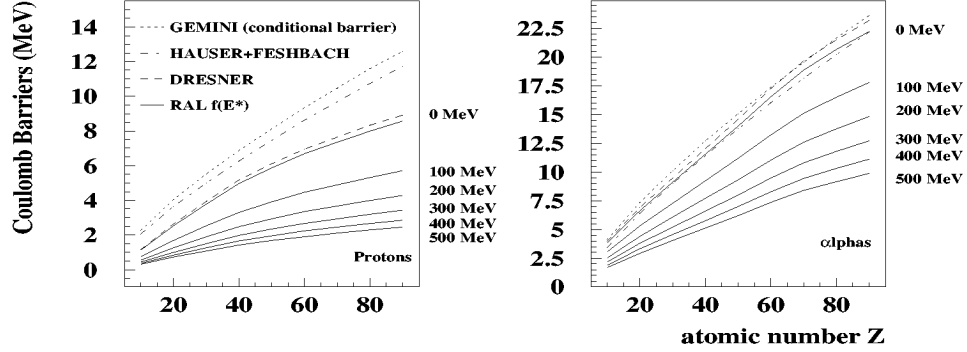 Coulomb Barriers (MeV)
14
12
10
8
6
4
2
0
GEMINI (conditional barrier)
HAUSER+FESHBACH
DRESNER
RAL f(E*)
0 MeV
100 MeV
200 MeV
300 MeV
400 MeV
500 MeV
Protons
20 40 60 80
22.5
20
17.5
15
12.5
10
7.5
5
2.5
0
0 MeV
100 MeV
200 MeV
300 MeV
400 MeV
500 MeV
αlphas
20 40 60 80
atomic number Z